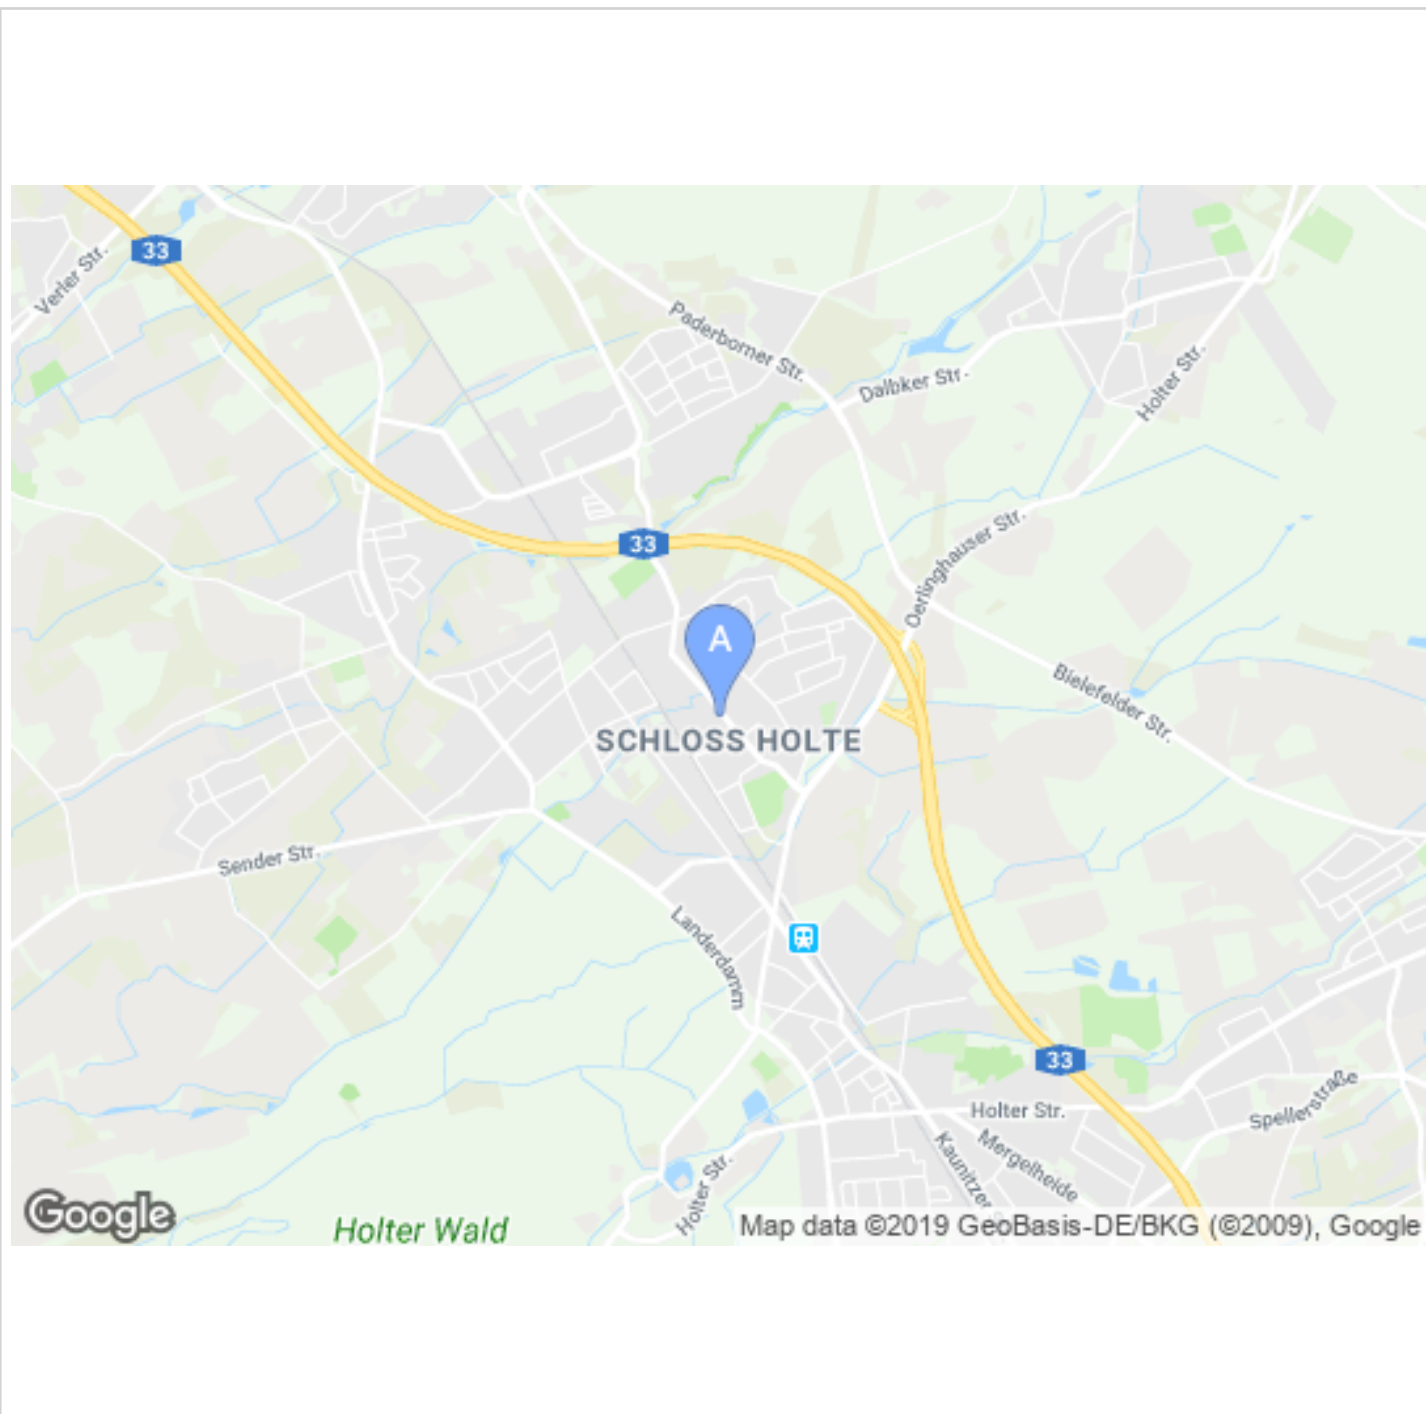 33
Verler Str.
Paderborner Str.
Dalbker Str.
Holter Str.
33
Oerlinghauser Str.
A
Bielefelder Str.
SCHLOSS HOLTE
Sender Str.
Landerdamm
33
Holter Str.
Spellerstraße
Mergelheide
Kaunitzer
Holter Str.
Google
Holter Wald
Map data ©2019 GeoBasis-DE/BKG (©2009), Google